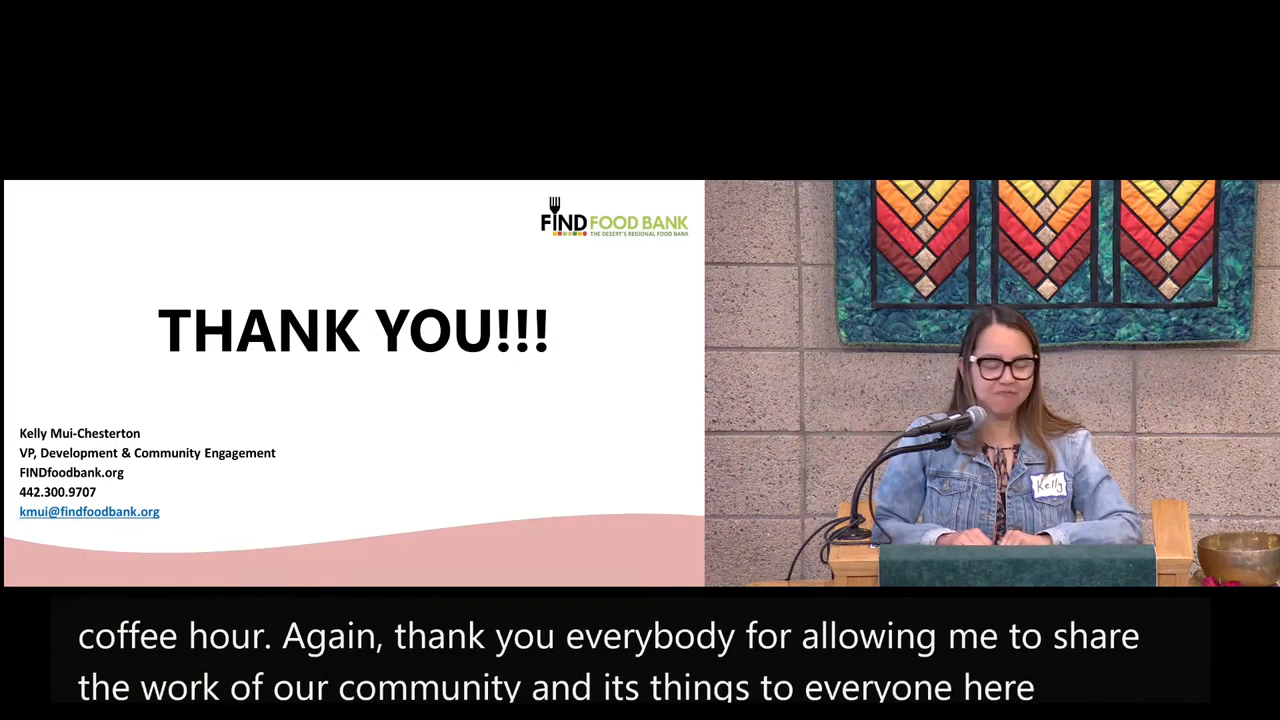 FIND FOOD BANK
THE DESERT'S REGIONAL FOOD BANK
THANK YOU!!!
Kelly Mui-Chesterton
VP, Development & Community Engagement
FINDfoodbank.org
442.300.9707
kmui@findfoodbank.org
Kelly
coffee hour. Again, thank you everybody for allowing me to share
the work of our community and its things to everyone here